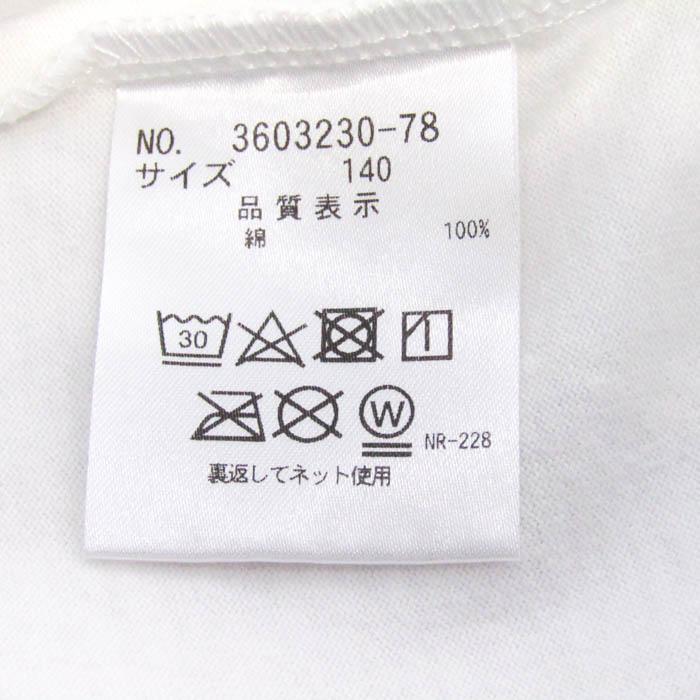 NO. 3603230-78
サイズ 140
品質表示
綿 100%
30
W NR-228
裏返してネット使用